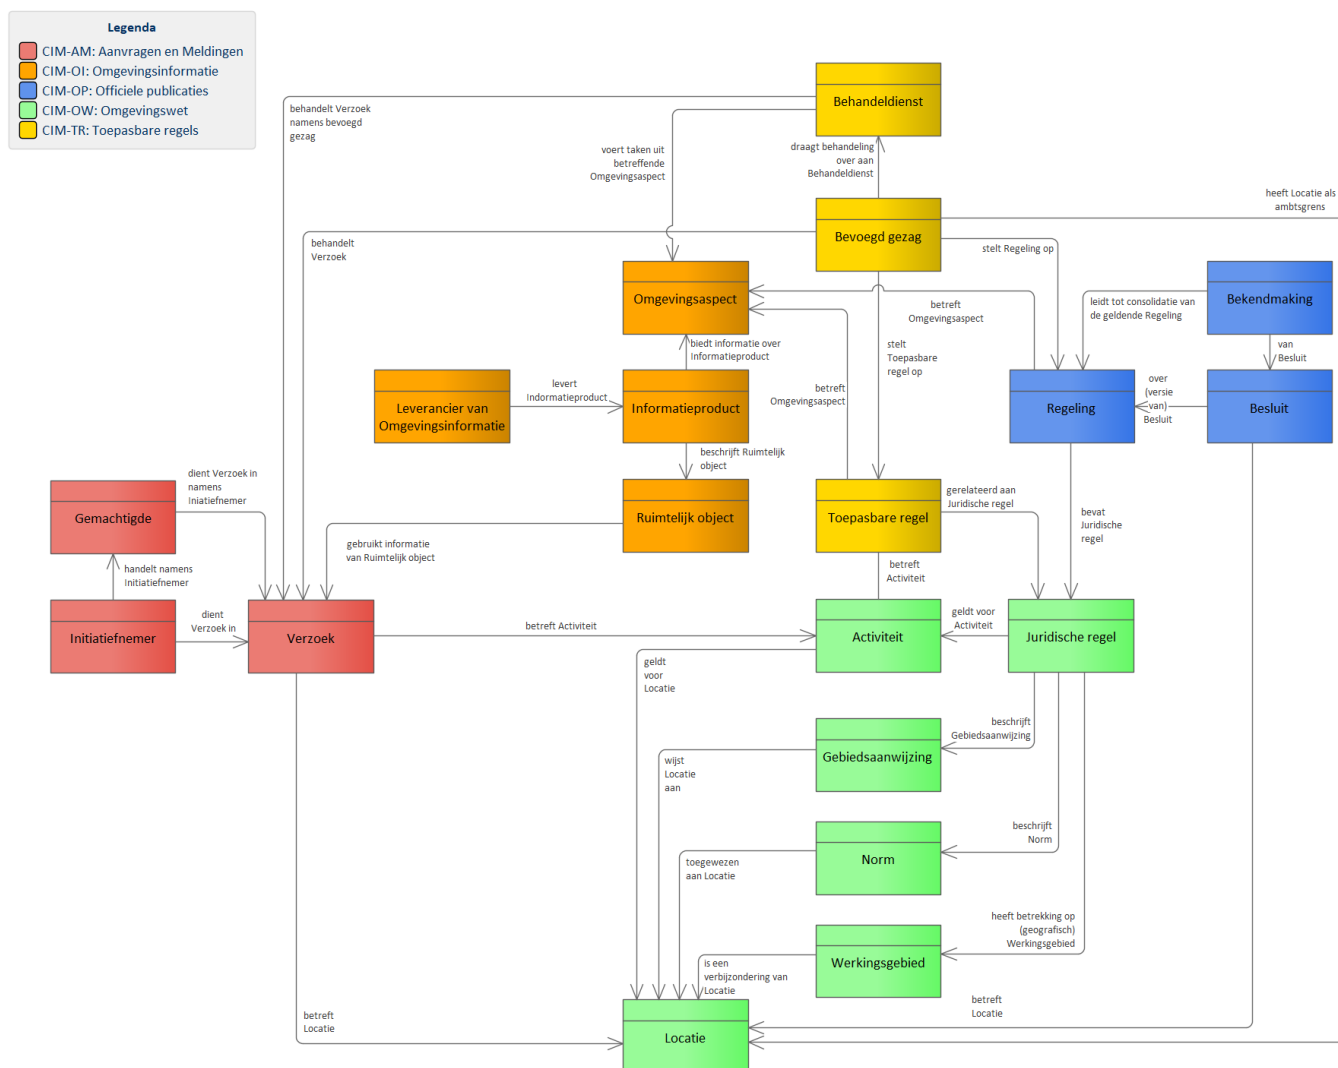 Legenda
CIM-AM: Aanvragen en Meldingen
CIM-OI: Omgevingsinformatie
CIM-OP: Officiele publicaties
CIM-OW: Omgevingswet
CIM-TR: Toepasbare regels
Behandeldienst
behandelt Verzoek
namens bevoegd
gezag
voert taken uit
betreffende
Omgevingsaspect
draagt behandeling
over aan
Behandeldienst
heeft Locatie als
ambtsgrens
Bevoegd gezag
behandelt
Verzoek
stelt Regeling op
Omgevingsaspect
betreft
Omgevingsaspect
leidt tot consolidatie van
de geldende Regeling
Bekendmaking
biedt informatie over
Informatieproduct
stelt
Toepasbare
regel op
van
Besluit
Leverancier van
Omgevingsinformatie
levert
Indormatieproduct
Informatieproduct
betreft
Omgevingsaspect
Regeling
over
(versie
van)
Besluit
Besluit
beschrijft Ruimtelijk
object
dient Verzoek in
namens
Iniatiefnemer
Gemachtigde
Ruimtelijk object
Toepasbare regel
gerelateerd aan
Juridische regel
bevat
Juridische
regel
gebruikt informatie
van Ruimtelijk object
handelt namens
Initiatiefnemer
betreft
Activiteit
Initiatiefnemer
dient
Verzoek in
Verzoek
betreft Activiteit
Activiteit
geldt voor
Activiteit
Juridische regel
geldt
voor
Locatie
beschrijft
Gebiedsaanwijzing
Gebiedsaanwijzing
wijst
Locatie
aan
beschrijft
Norm
Norm
toegewezen
aan Locatie
heeft betrekking op
(geografisch)
Werkingsgebied
Werkingsgebied
is een
verbijzondering van
Locatie
betreft
Locatie
betreft
Locatie
Locatie